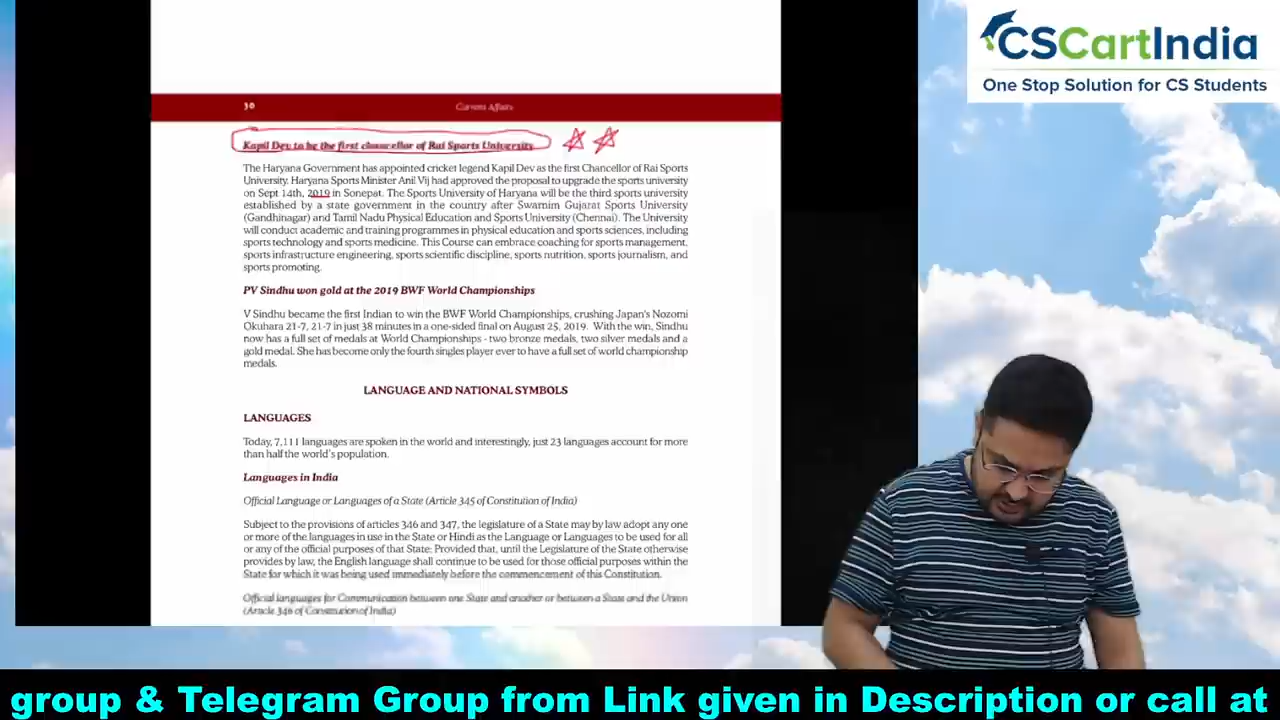 CSCartIndia
One Stop Solution for CS Students
30
Current Affairs
Kapil Dev to be the first chancellor of Rai Sports University
The Haryana Government has appointed cricket legend Kapil Dev as the first Chancellor of Rai Sports
University. Haryana Sports Minister Anil Vij had approved the proposal to upgrade the sports university
on Sept 14th, 2019 in Sonepat. The Sports University of Haryana will be the third sports university
established by a state government in the country after Swarnim Gujarat Sports University
(Gandhinagar) and Tamil Nadu Physical Education and Sports University (Chennai). The University
will conduct academic and training programmes in physical education and sports sciences, including
sports technology and sports medicine. This Course can embrace coaching for sports management,
sports infrastructure engineering, sports scientific discipline, sports nutrition, sports journalism, and
sports promoting.
PV Sindhu won gold at the 2019 BWF World Championships
V Sindhu became the first Indian to win the BWF World Championships, crushing Japan's Nozomi
Okuhara 21-7, 21-7 in just 38 minutes in a one-sided final on August 25, 2019. With the win, Sindhu
now has a full set of medals at World Championships - two bronze medals, two silver medals and a
gold medal. She has become only the fourth singles player ever to have a full set of world championship
medals.
LANGUAGE AND NATIONAL SYMBOLS
LANGUAGES
Today, 7,111 languages are spoken in the world and interestingly, just 23 languages account for more
than half the world's population.
Languages in India
Official Language or Languages of a State (Article 345 of Constitution of India)
Subject to the provisions of articles 346 and 347, the legislature of a State may by law adopt any one
or more of the languages in use in the State or Hindi as the Language or Languages to be used for all
or any of the official purposes of that State: Provided that, until the Legislature of the State otherwise
provides by law, the English language shall continue to be used for those official purposes within the
State for which it was being used immediately before the commencement of this Constitution.
Official languages for Communication between one State and another or between a State and the Union
(Article 346 of Constitution of India)
group & Telegram Group from Link given in Description or call at